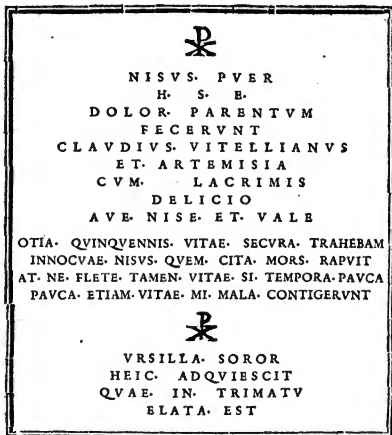 ☧
NISVS· PVER
H· S· E·
DOLOR· PARENTVM
FECERVNT
CLAVDIVS· VITELLIANVS
ET· ARTEMISIA
CVM· LACRIMIS
DELICIO
AVE· NISE· ET· VALE
OTIA· QVINQVENNIS· VITAE· SECVRA· TRAHEBAM
INNOCVAE· NISVS· QVEM· CITA· MORS· RAPVIT
AT· NE· FLETE· TAMEN· VITAE· SI· TEMPORA· PAVCA
PAVCA· ETIAM· VITAE· MI· MALA· CONTIGERVNT
☧
VRSILLA· SOROR
HEIC· ADQVIESCIT
QVAE· IN· TRIMATV
ELATA· EST